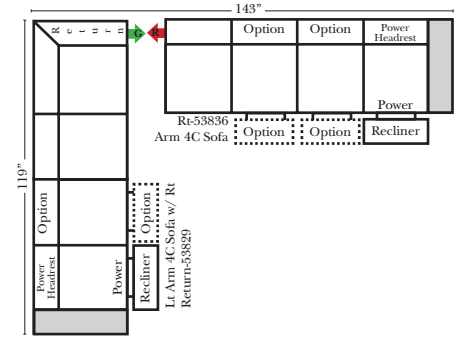 143”
Return
G
R
Option
Option
Power
Headrest
Power
Rt-53836
Arm 4C Sofa
Option
Option
Recliner
119”
Option
Option
Power
Headrest
Power
Recliner
Lt Arm 4C Sofa w/ Rt
Return-53829